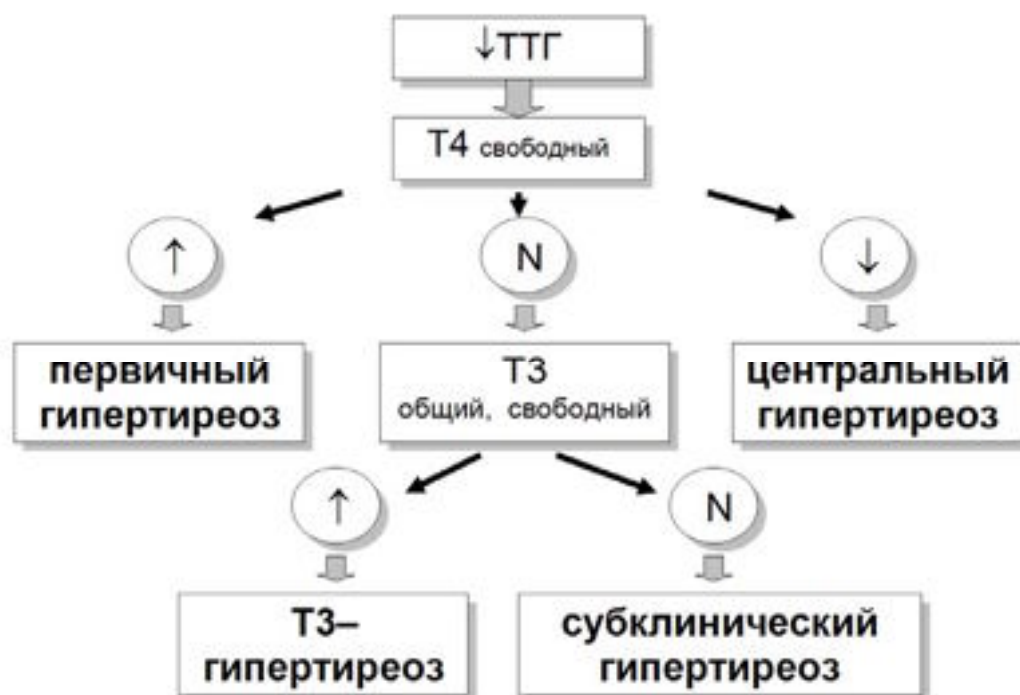 ↓ТТГ
Т4 свободный
↑
N
↓
первичный
гипертиреоз
Т3
общий, свободный
центральный
гипертиреоз
↑
N
Т3–
гипертиреоз
субклинический
гипертиреоз